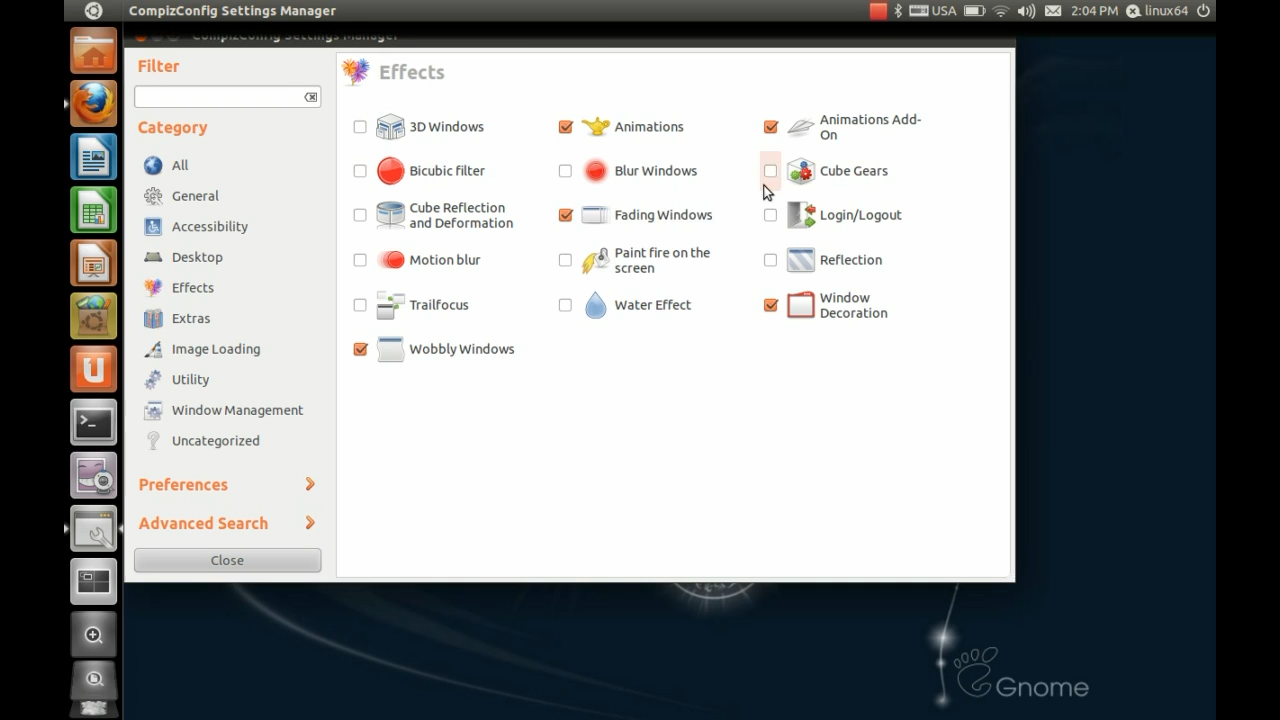 CompizConfig Settings Manager
USA
2:04 PM
linux64
CompizConfig Settings Manager
Filter
Category
All
General
Accessibility
Desktop
Effects
Extras
Image Loading
Utility
Window Management
Uncategorized
Preferences
Advanced Search
Close
Effects
3D Windows
Animations
Animations Add-
On
Bicubic filter
Blur Windows
Cube Gears
Cube Reflection
and Deformation
Fading Windows
Login/Logout
Motion blur
Paint fire on the
screen
Reflection
Trailfocus
Water Effect
Window
Decoration
Wobbly Windows
Gnome